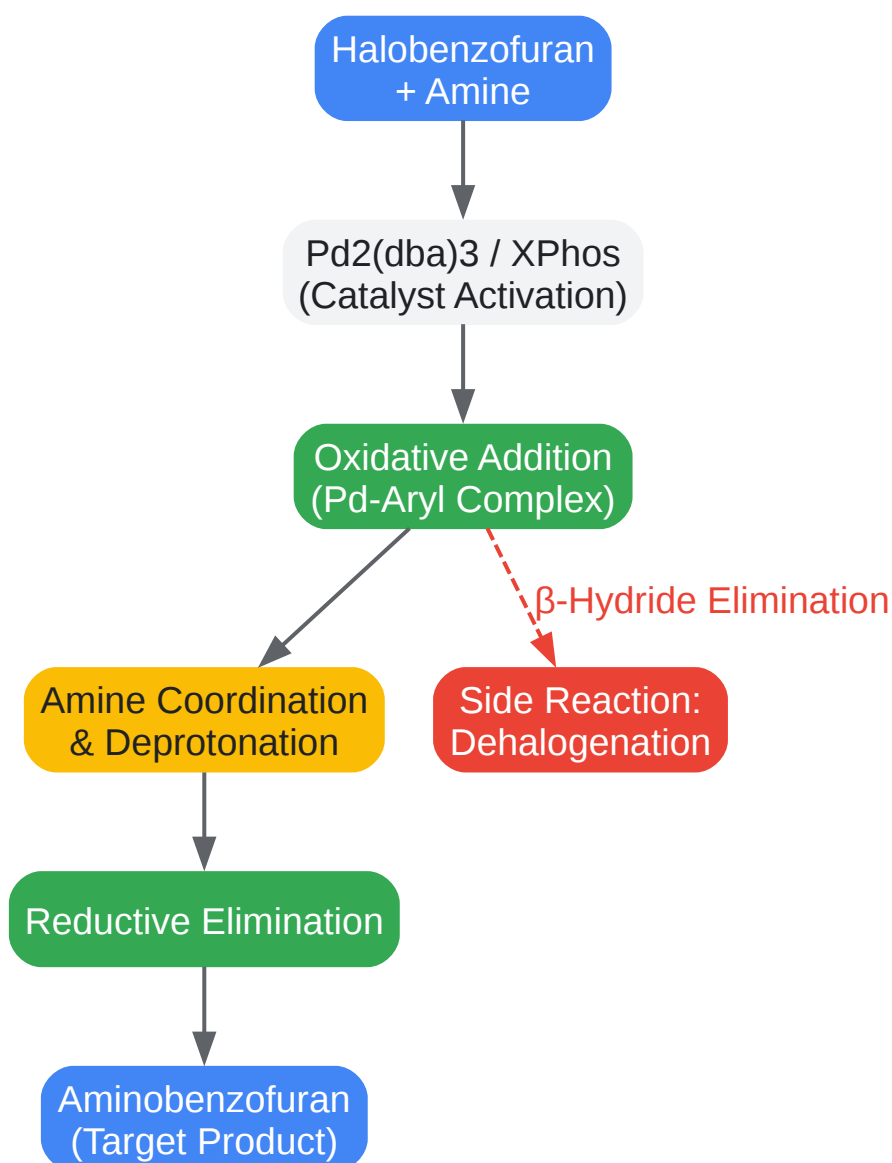 Halobenzofuran
+ Amine
Pd2(dba)3 / XPhos
(Catalyst Activation)
Oxidative Addition
(Pd-Aryl Complex)
β-Hydride Elimination
Amine Coordination
& Deprotonation
Side Reaction:
Dehalogenation
Reductive Elimination
Aminobenzofuran
(Target Product)